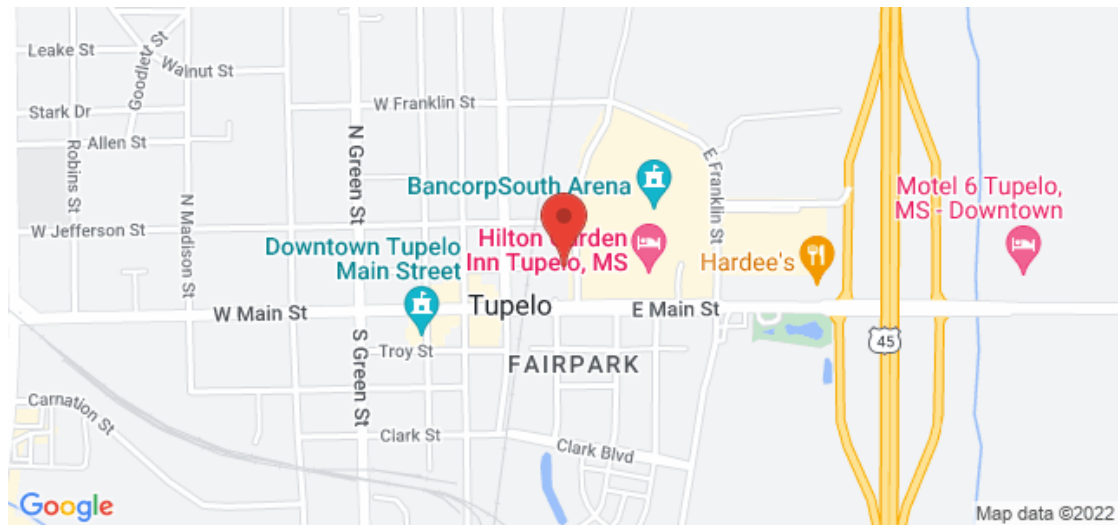 Leake St
Goodlett St
Walnut St
W Franklin St
Stark Dr
Allen St
Robins St
N Madison St
N Green St
E Franklin St
BancorpSouth Arena
Motel 6 Tupelo,
MS - Downtown
W Jefferson St
Downtown Tupelo
Main Street
Hilton Garden
Inn Tupelo, MS
Hardee's
W Main St
Tupelo
E Main St
S Green St
Troy St
FAIRPARK
45
Carnation St
Clark St
Clark Blvd
Google
Map data ©2022